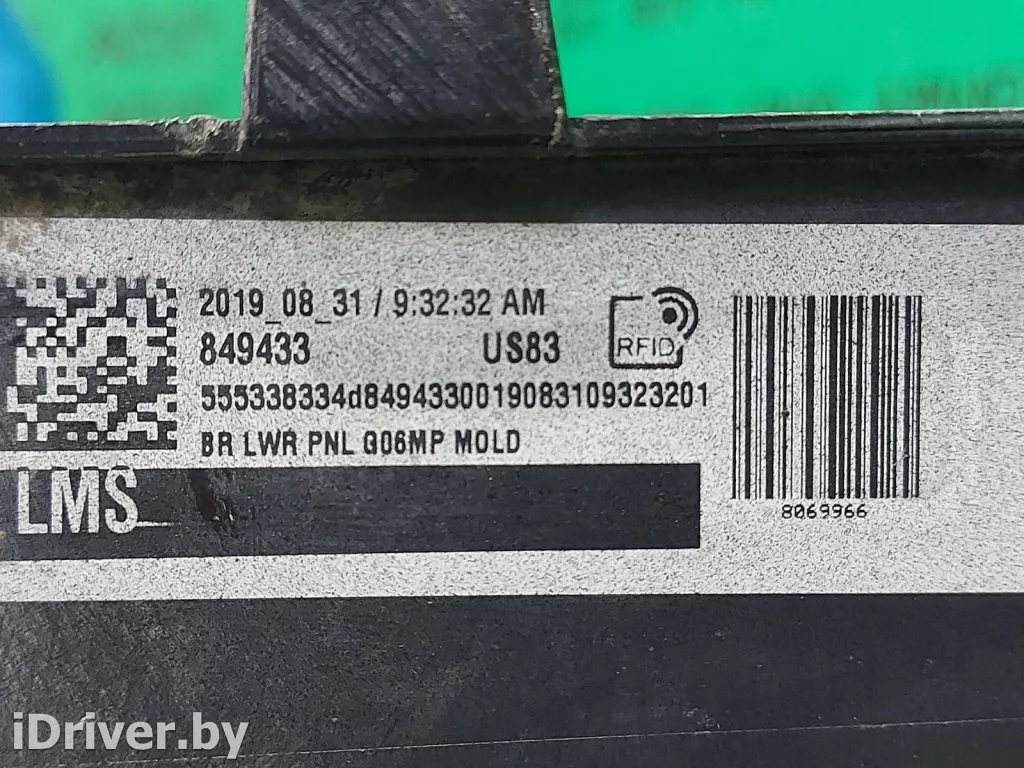 2019_08_31 / 9:32:32 AM
849433 US83
RFID
555338334d8494330019083109323201
BR LWR PNL G06MP MOLD
LMS
8069966
iDriver.by